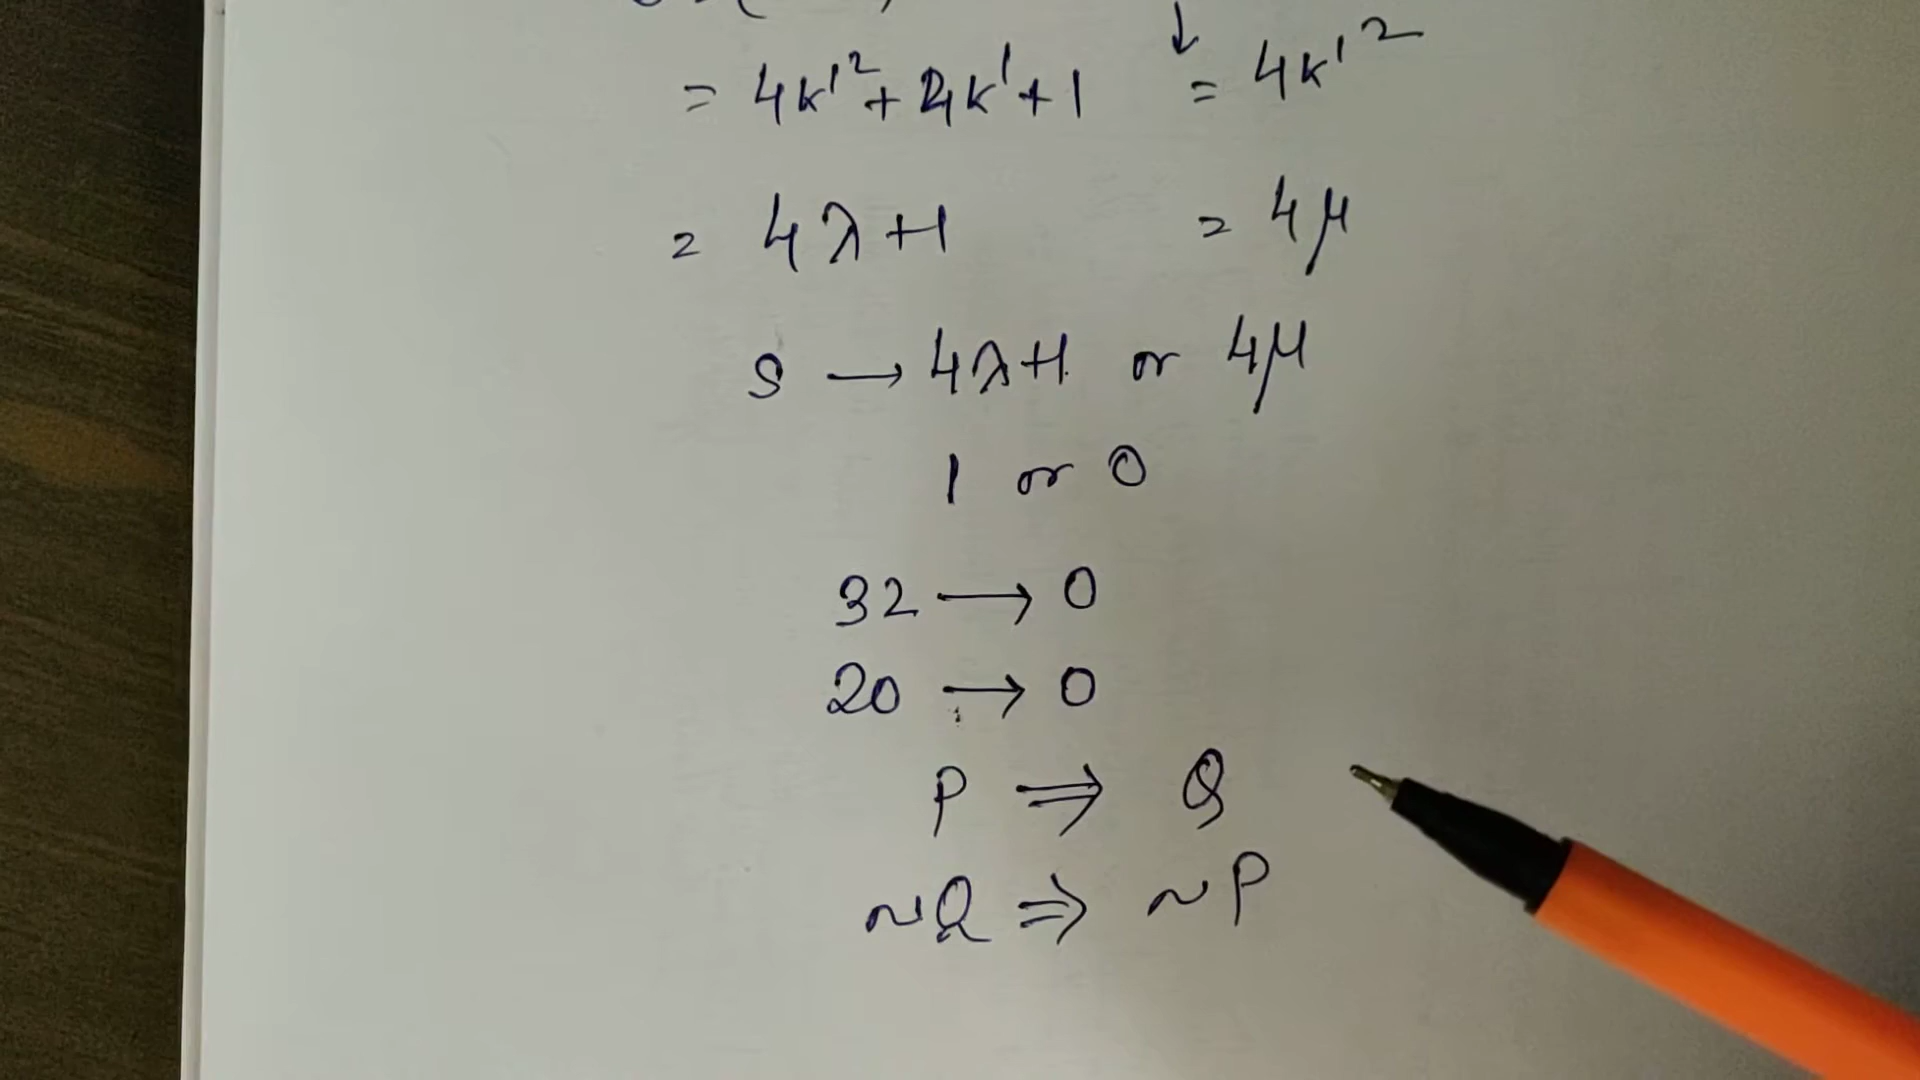 = 4k'² + 4k' + 1 = 4k'²
= 4λ+1 = 4μ
S → 4λ+1 or 4μ
1 or 0
32 → 0
20 → 0
P ⇒ Q
~Q ⇒ ~P